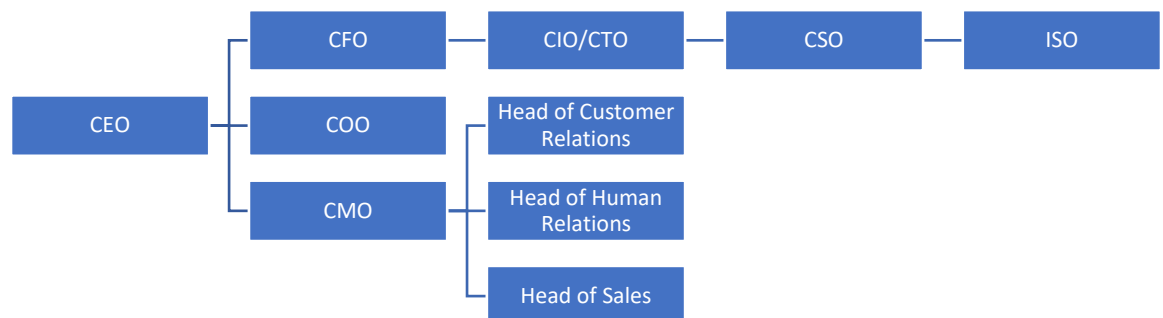 CFO
CIO/CTO
CSO
ISO
CEO
COO
Head of Customer
Relations
CMO
Head of Human
Relations
Head of Sales